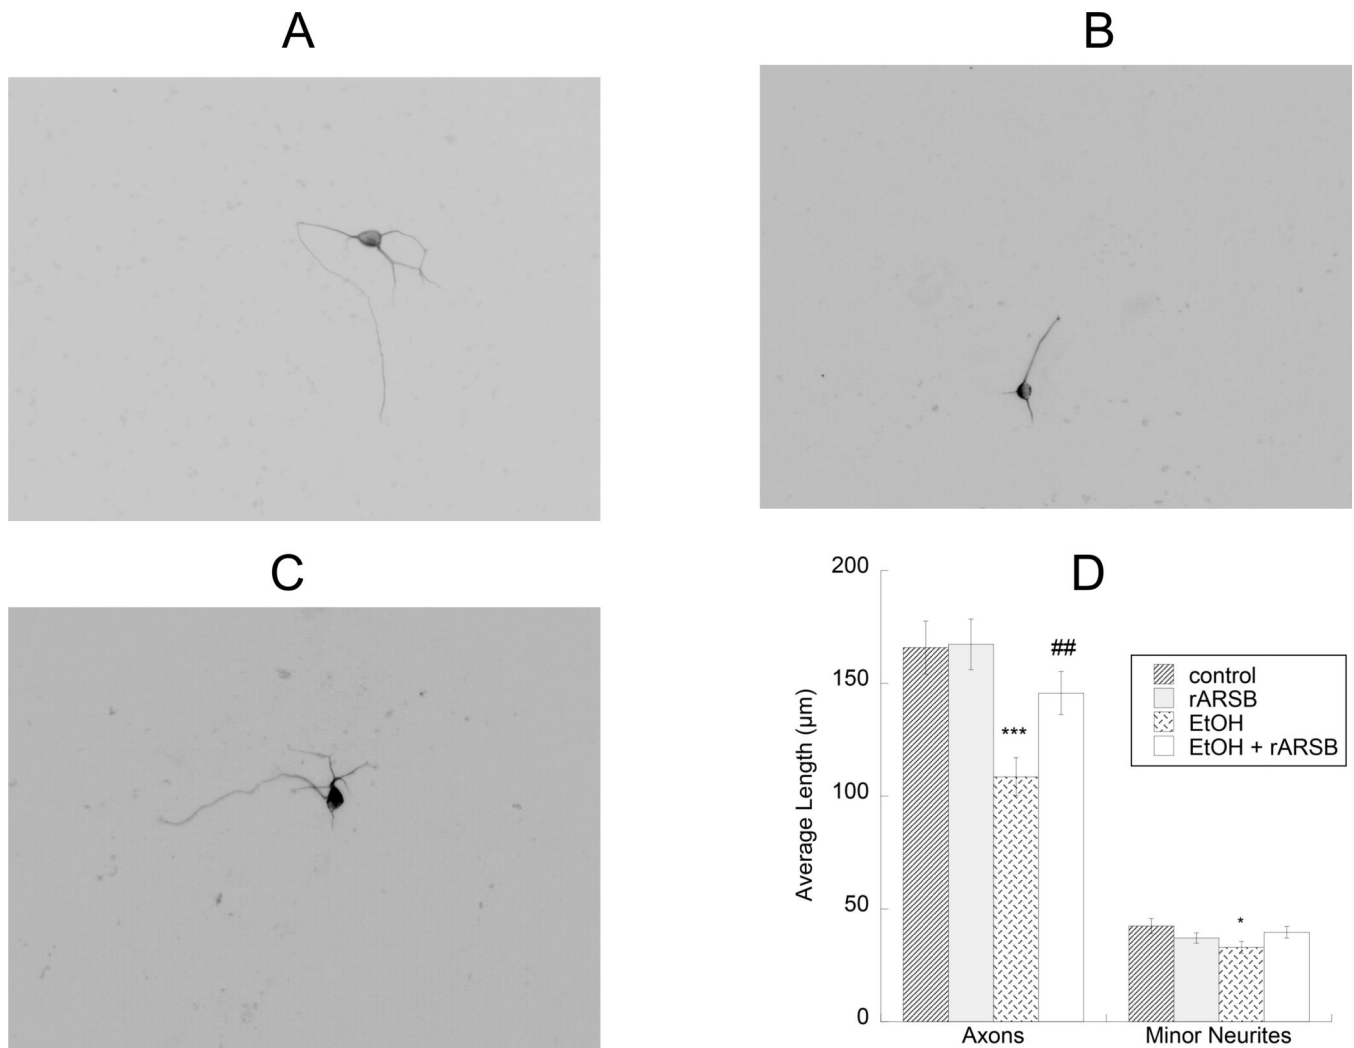 A
B
C
D
200
150
100
50
0
Average Length (µm)
##
***
*
control
rARSB
EtOH
EtOH + rARSB
Axons
Minor Neurites